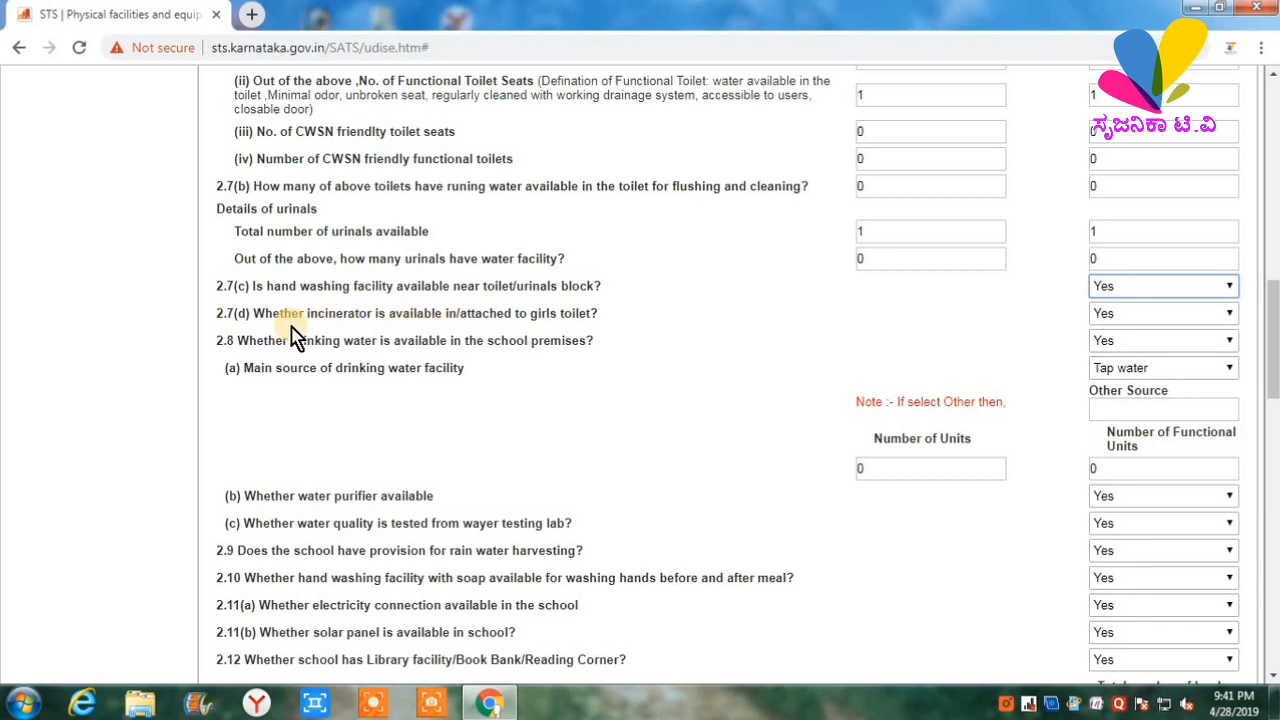 STS | Physical facilities and equip
Not secure sts.karnataka.gov.in/SATS/udise.htm#
ಸೃಜನಿಕಾ ಟಿ.ವಿ
(ii) Out of the above ,No. of Functional Toilet Seats (Defination of Functional Toilet: water available in the
toilet ,Minimal odor, unbroken seat, regularly cleaned with working drainage system, accessible to users, 1 1
closable door)
(iii) No. of CWSN friendlty toilet seats 0 0
(iv) Number of CWSN friendly functional toilets 0 0
2.7(b) How many of above toilets have runing water available in the toilet for flushing and cleaning? 0 0
Details of urinals
Total number of urinals available 1 1
Out of the above, how many urinals have water facility? 0 0
2.7(c) Is hand washing facility available near toilet/urinals block? Yes
2.7(d) Whether incinerator is available in/attached to girls toilet? Yes
2.8 Whether drinking water is available in the school premises? Yes
(a) Main source of drinking water facility Tap water
Other Source
Note :- If select Other then,
Number of Units
Number of Functional
Units
0 0
(b) Whether water purifier available Yes
(c) Whether water quality is tested from wayer testing lab? Yes
2.9 Does the school have provision for rain water harvesting? Yes
2.10 Whether hand washing facility with soap available for washing hands before and after meal? Yes
2.11(a) Whether electricity connection available in the school Yes
2.11(b) Whether solar panel is available in school? Yes
2.12 Whether school has Library facility/Book Bank/Reading Corner? Yes
9:41 PM
4/28/2019